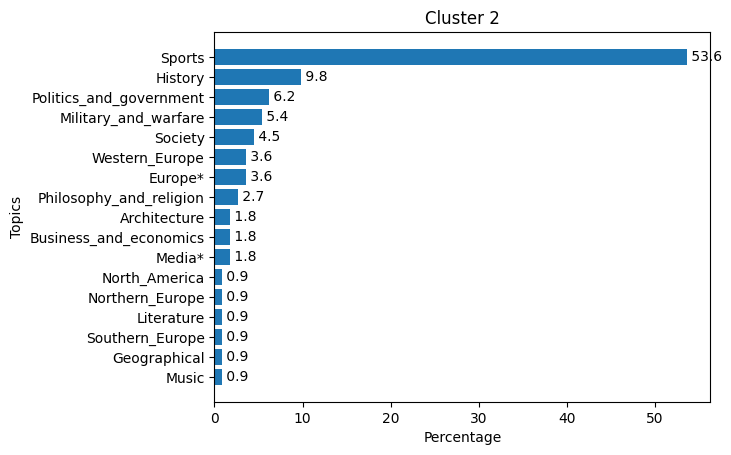 Cluster 2
Topics
Sports 53.6
History 9.8
Politics_and_government 6.2
Military_and_warfare 5.4
Society 4.5
Western_Europe 3.6
Europe* 3.6
Philosophy_and_religion 2.7
Architecture 1.8
Business_and_economics 1.8
Media* 1.8
North_America 0.9
Northern_Europe 0.9
Literature 0.9
Southern_Europe 0.9
Geographical 0.9
Music 0.9
0 10 20 30 40 50
Percentage